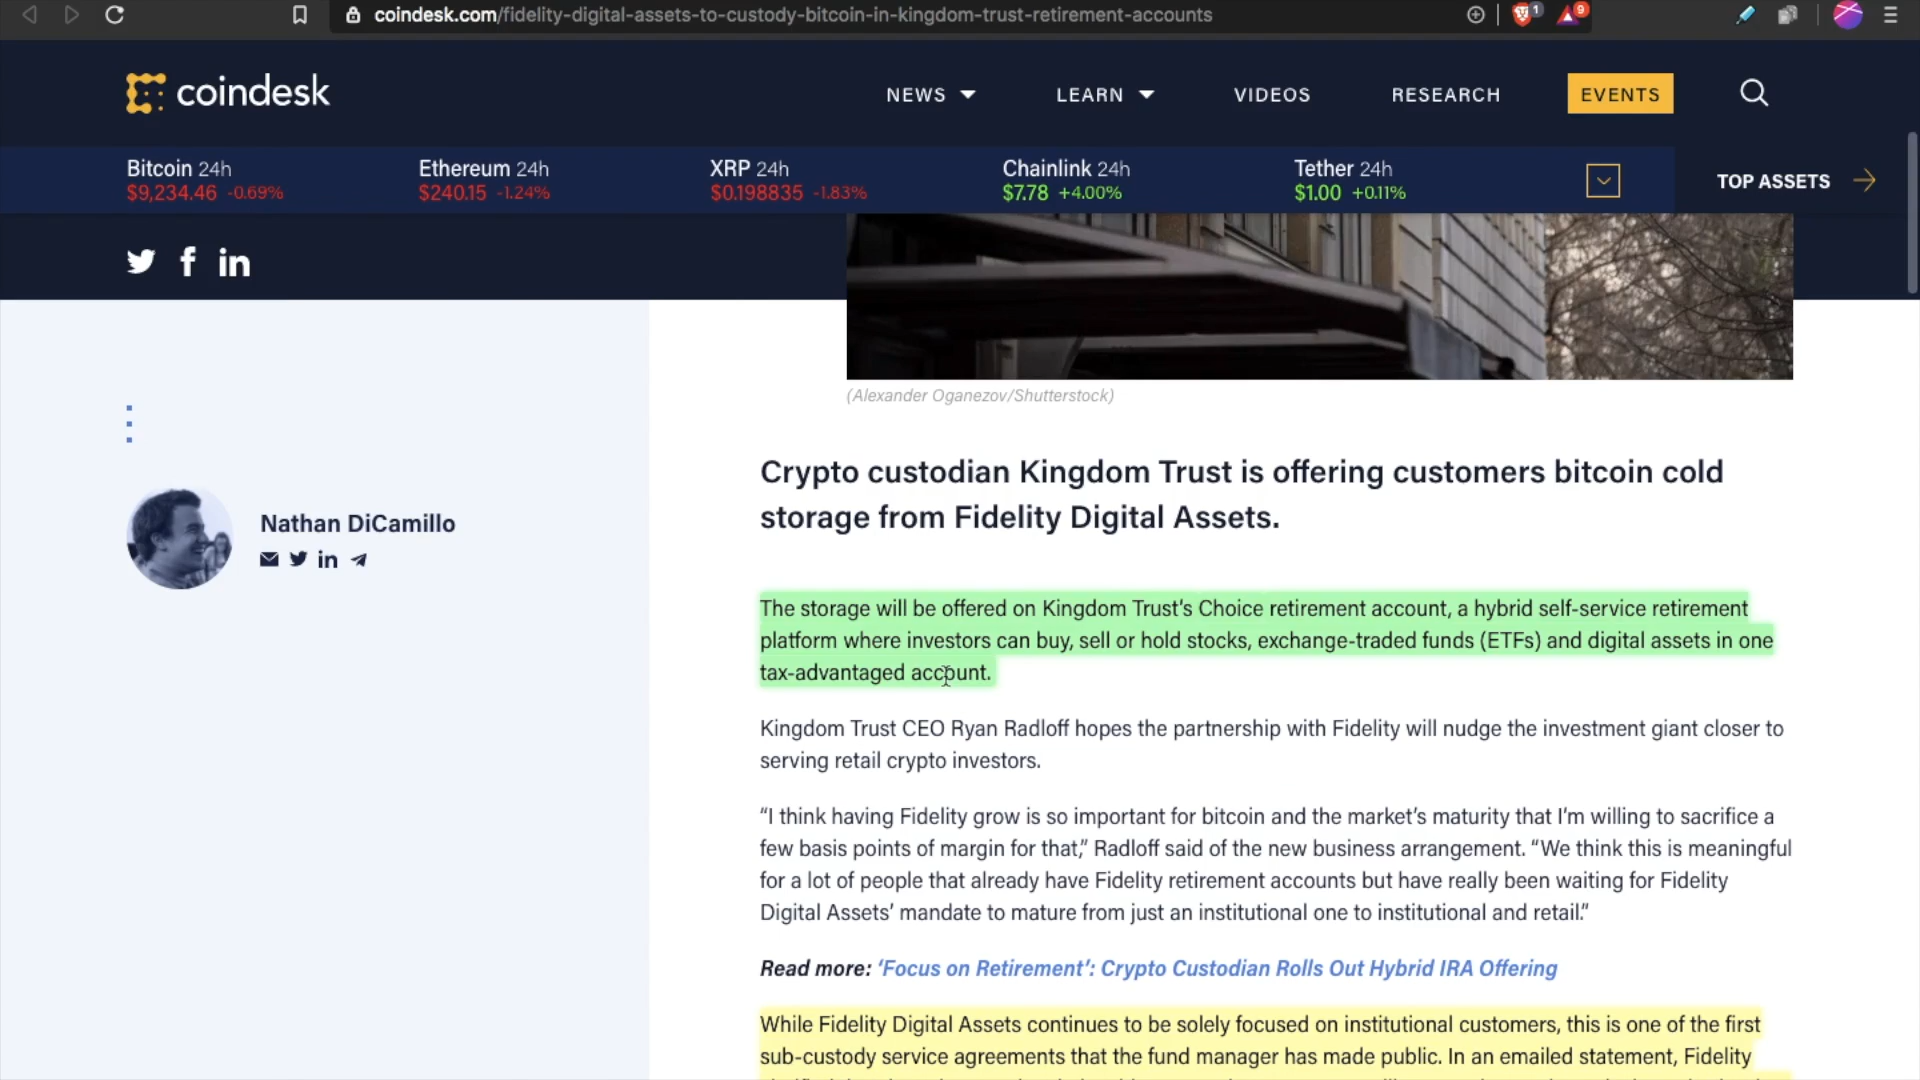 coindesk.com/fidelity-digital-assets-to-custody-bitcoin-in-kingdom-trust-retirement-accounts
1
9
coindesk
NEWS
LEARN
VIDEOS
RESEARCH
EVENTS
Bitcoin 24h
$9,234.46 -0.69%
Ethereum 24h
$240.15 -1.24%
XRP 24h
$0.198835 -1.83%
Chainlink 24h
$7.78 +4.00%
Tether 24h
$1.00 +0.11%
TOP ASSETS
(Alexander Oganezov/Shutterstock)
Nathan DiCamillo
Crypto custodian Kingdom Trust is offering customers bitcoin cold
storage from Fidelity Digital Assets.
The storage will be offered on Kingdom Trust’s Choice retirement account, a hybrid self-service retirement
platform where investors can buy, sell or hold stocks, exchange-traded funds (ETFs) and digital assets in one
tax-advantaged account.
Kingdom Trust CEO Ryan Radloff hopes the partnership with Fidelity will nudge the investment giant closer to
serving retail crypto investors.
“I think having Fidelity grow is so important for bitcoin and the market’s maturity that I’m willing to sacrifice a
few basis points of margin for that,” Radloff said of the new business arrangement. “We think this is meaningful
for a lot of people that already have Fidelity retirement accounts but have really been waiting for Fidelity
Digital Assets’ mandate to mature from just an institutional one to institutional and retail.”
Read more: ‘Focus on Retirement’: Crypto Custodian Rolls Out Hybrid IRA Offering
While Fidelity Digital Assets continues to be solely focused on institutional customers, this is one of the first
sub-custody service agreements that the fund manager has made public. In an emailed statement, Fidelity